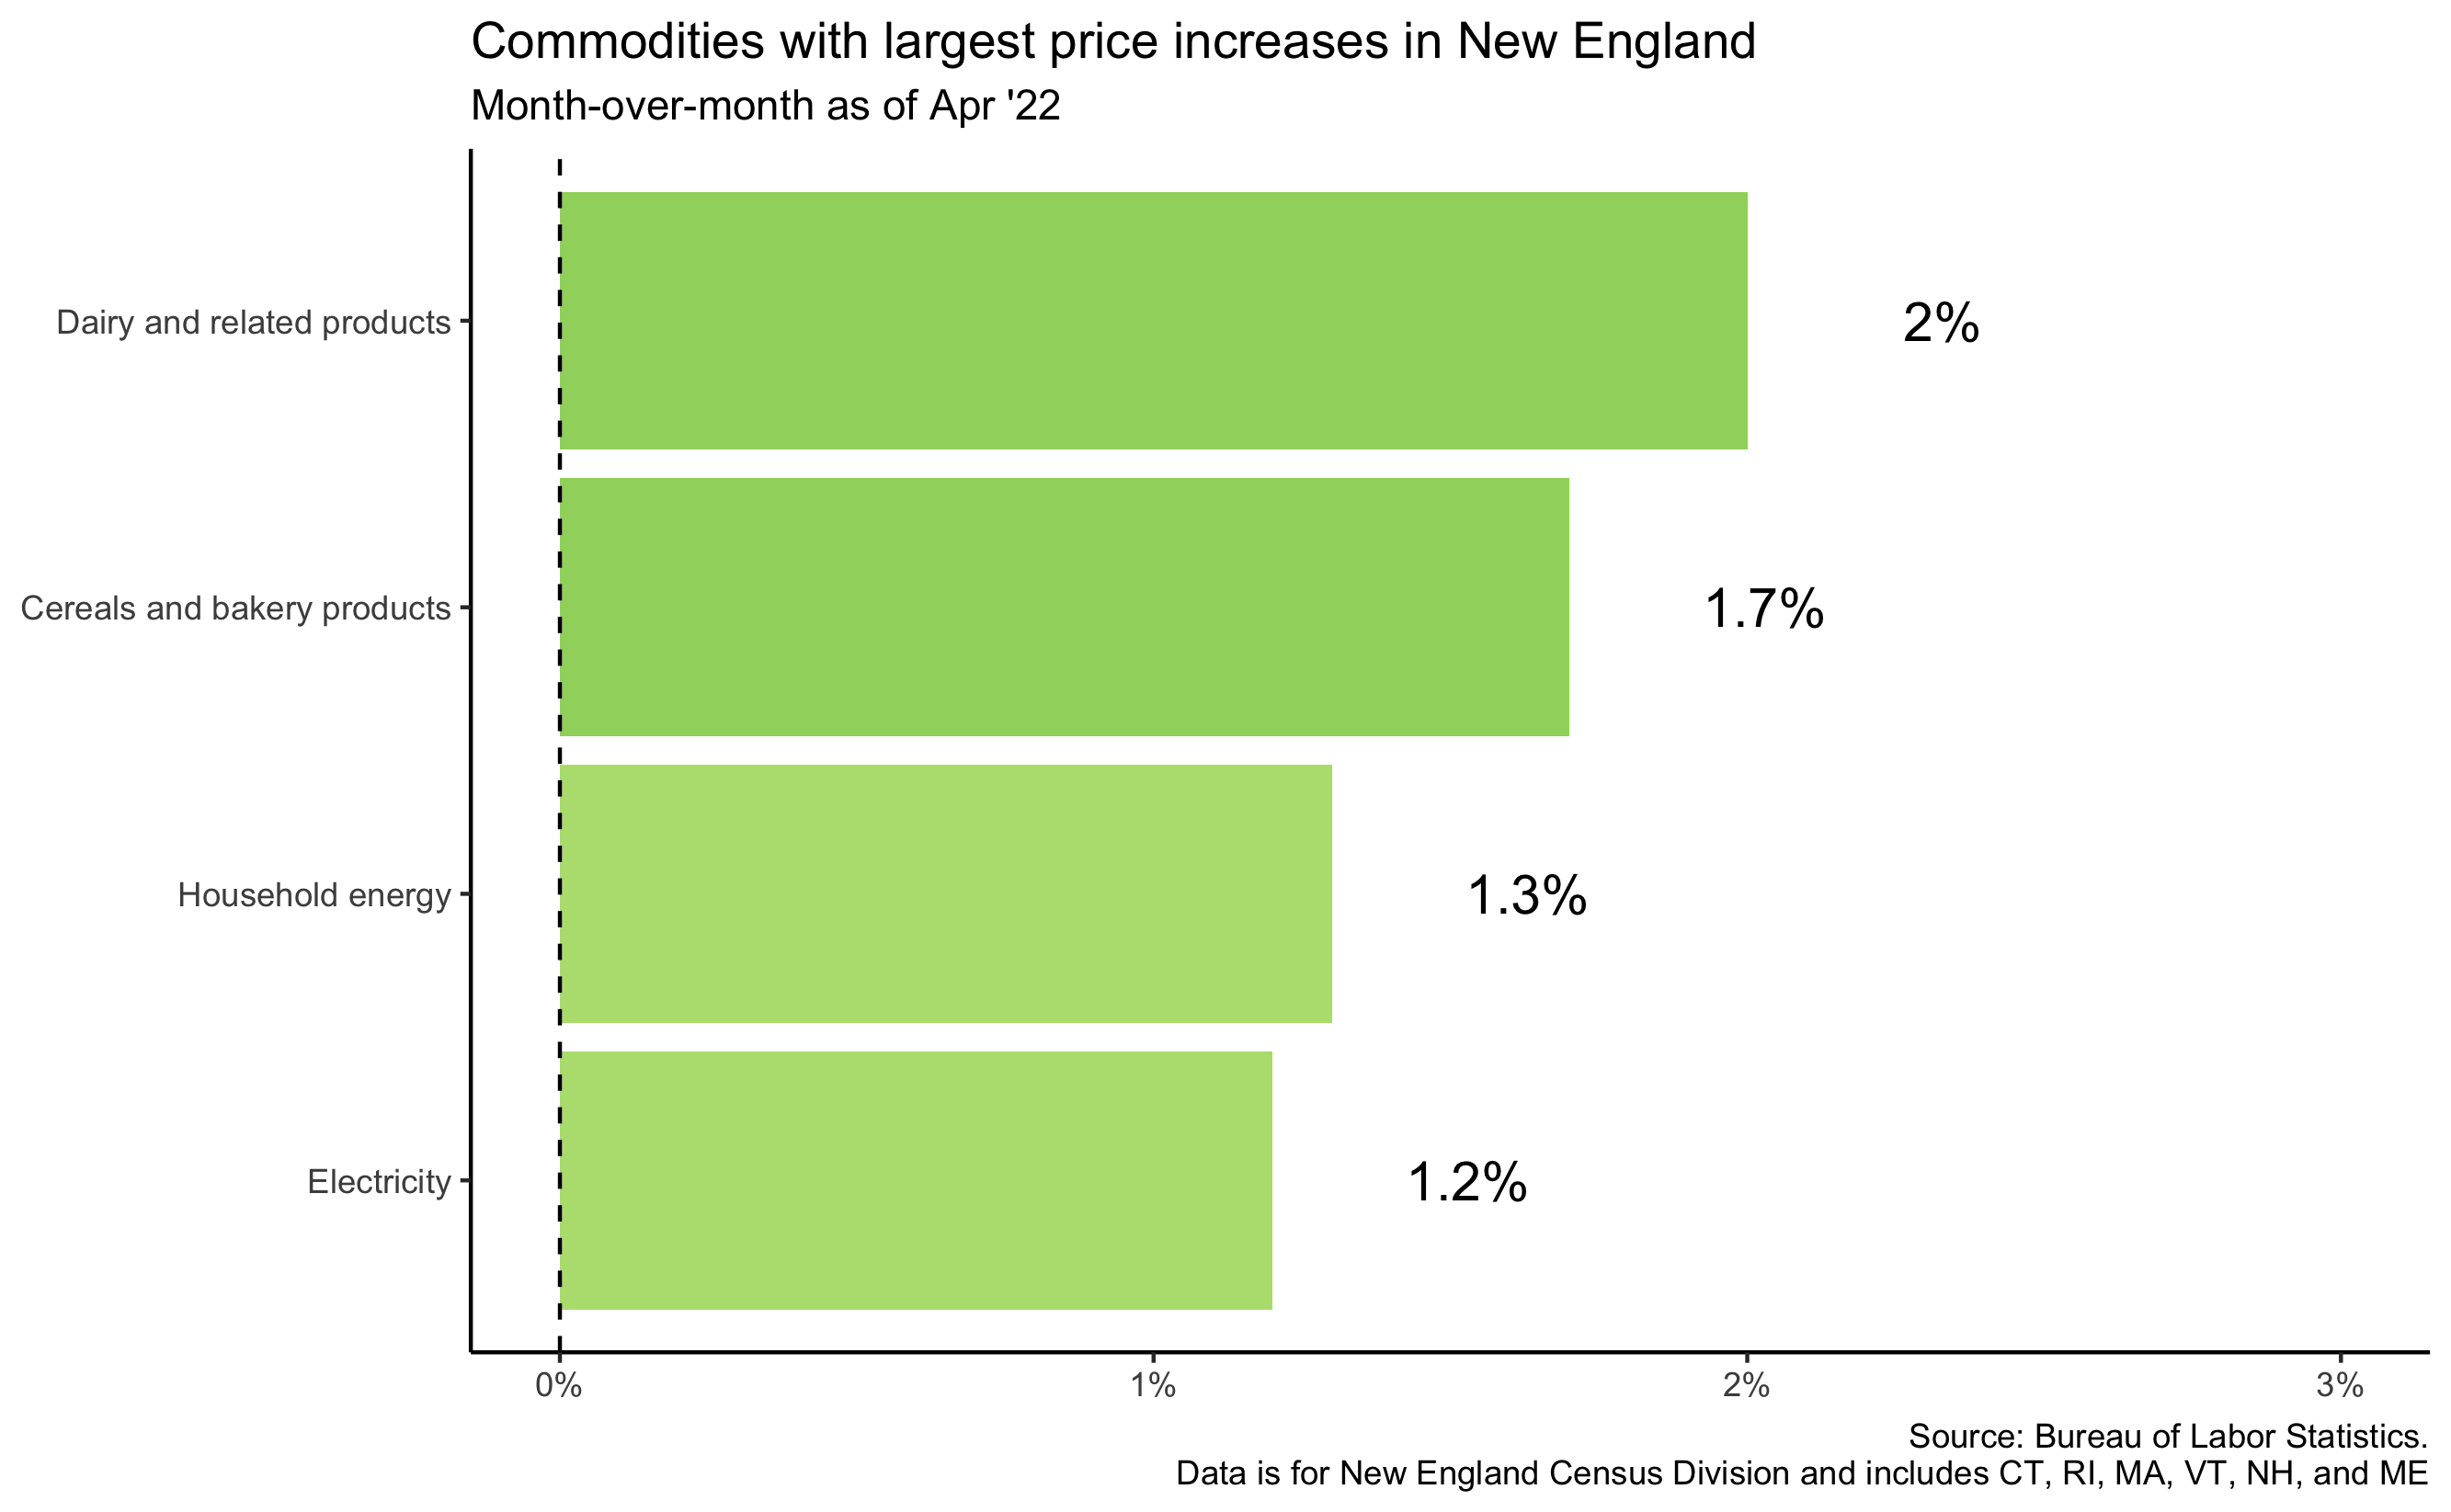 Commodities with largest price increases in New England
Month-over-month as of Apr '22
Dairy and related products
2%
Cereals and bakery products
1.7%
Household energy
1.3%
Electricity
1.2%
0%
1%
2%
3%
Source: Bureau of Labor Statistics.
Data is for New England Census Division and includes CT, RI, MA, VT, NH, and ME